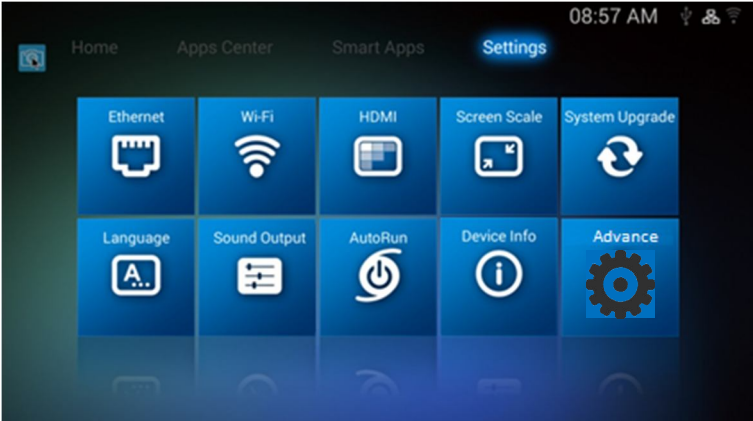 08:57 AM
Home Apps Center Smart Apps Settings
Ethernet Wi-Fi HDMI Screen Scale System Upgrade
Language Sound Output AutoRun Device Info Advance
A...